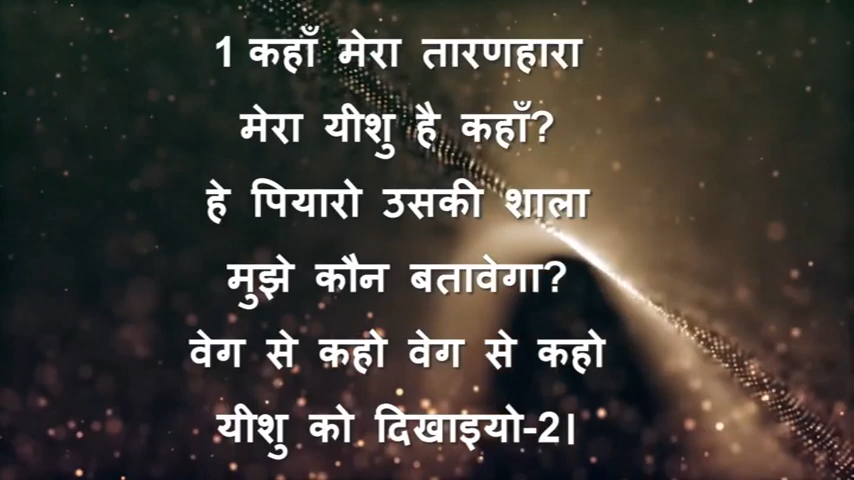 1 कहाँ मेरा तारणहारा
मेरा यीशु है कहाँ?
हे पियारो उसकी शाला
मुझे कौन बतावेगा?
वेग से कहो वेग से कहो
यीशु को दिखाइयो-2।